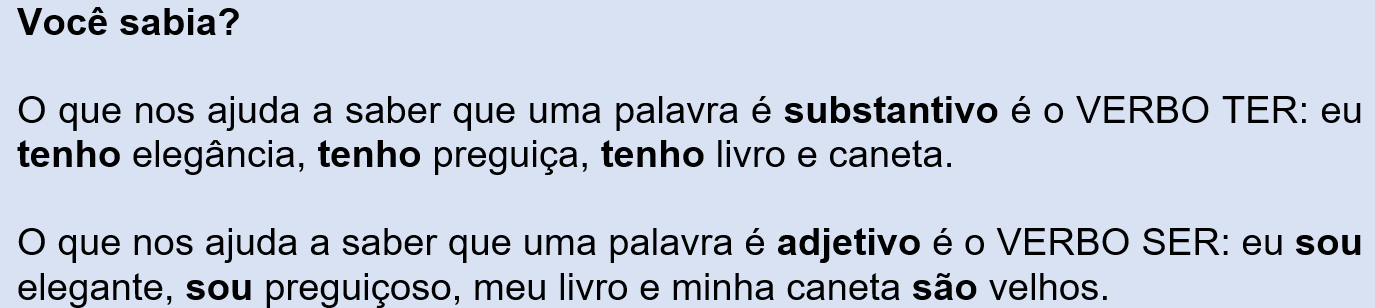 Você sabia?
O que nos ajuda a saber que uma palavra é substantivo é o VERBO TER: eu
tenho elegância, tenho preguiça, tenho livro e caneta.
O que nos ajuda a saber que uma palavra é adjetivo é o VERBO SER: eu sou
elegante, sou preguiçoso, meu livro e minha caneta são velhos.